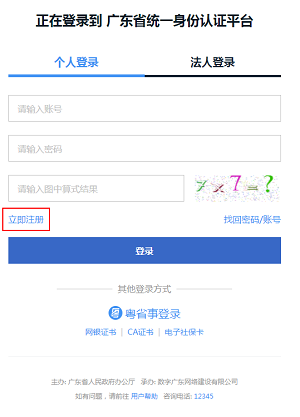 正在登录到 广东省统一身份认证平台
个人登录 法人登录
请输入账号
请输入密码
请输入图中算式结果 7 x 7 = ?
立即注册 找回密码/账号
登录
其他登录方式
粤省事登录
网银证书 | CA证书 | 电子社保卡
主办: 广东省人民政府办公厅 承办: 数字广东网络建设有限公司
如有问题，请前往 用户帮助 咨询电话: 12345